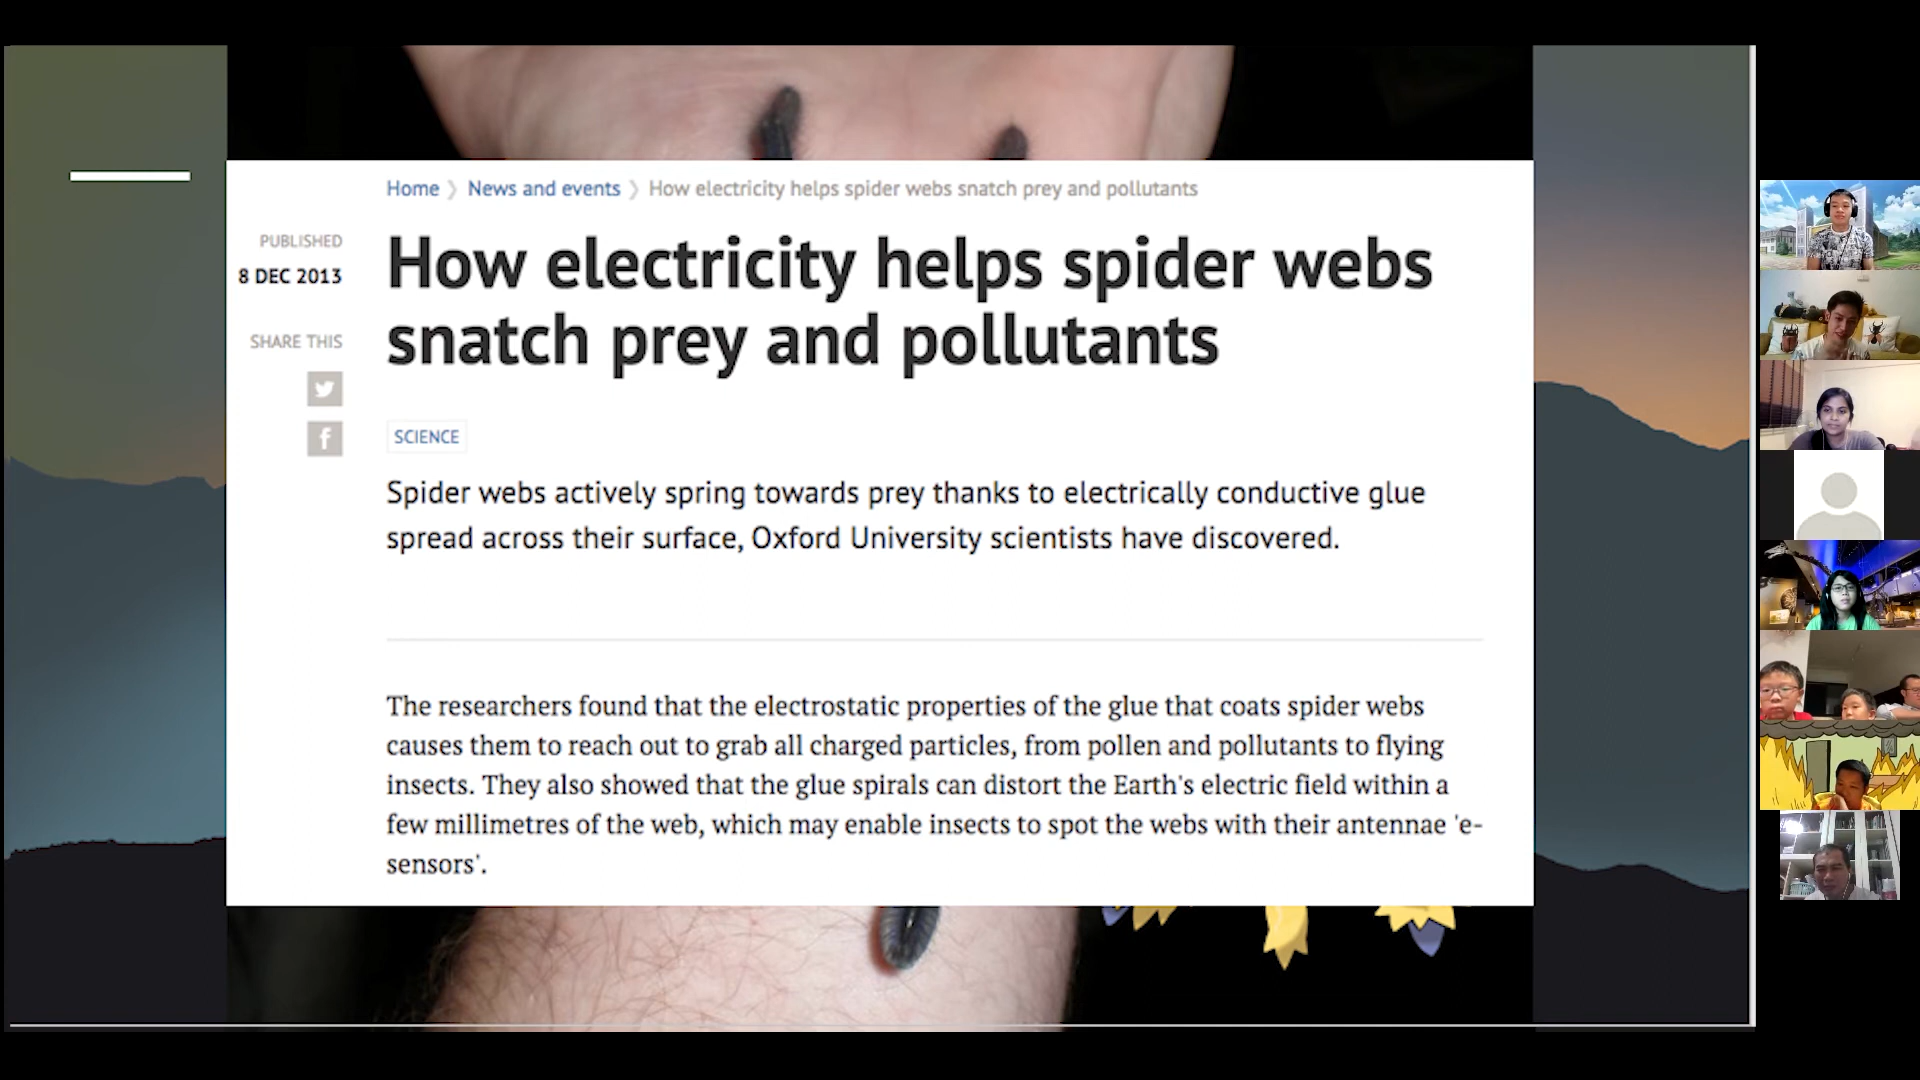 Home > News and events > How electricity helps spider webs snatch prey and pollutants
PUBLISHED
8 DEC 2013
SHARE THIS
How electricity helps spider webs
snatch prey and pollutants
SCIENCE
Spider webs actively spring towards prey thanks to electrically conductive glue
spread across their surface, Oxford University scientists have discovered.
The researchers found that the electrostatic properties of the glue that coats spider webs
causes them to reach out to grab all charged particles, from pollen and pollutants to flying
insects. They also showed that the glue spirals can distort the Earth's electric field within a
few millimetres of the web, which may enable insects to spot the webs with their antennae 'e-
sensors'.